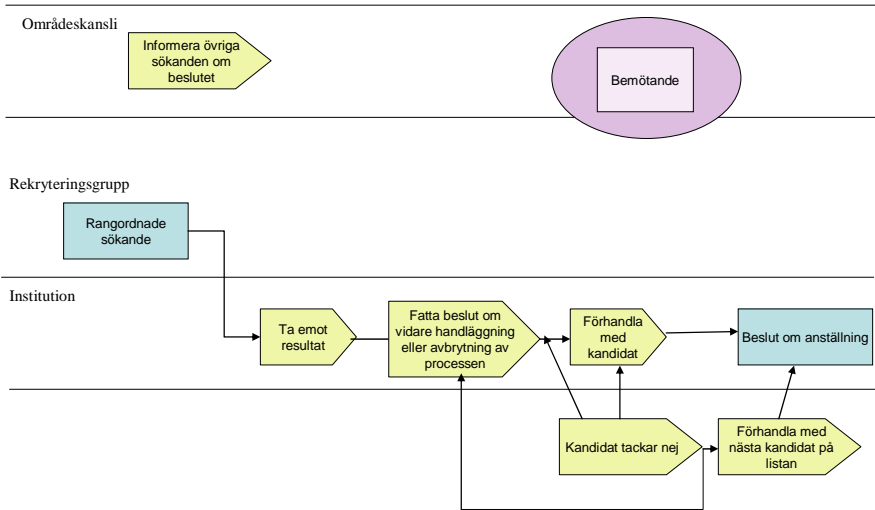 Områdeskansli
Informera övriga
sökanden om
beslutet
Bemötande
Rekryteringsgrupp
Rangordnade
sökande
Institution
Ta emot
resultat
Fatta beslut om
vidare handläggning
eller avbrytning av
processen
Förhandla
med
kandidat
Beslut om anställning
Kandidat tackar nej
Förhandla med
nästa kandidat på
listan